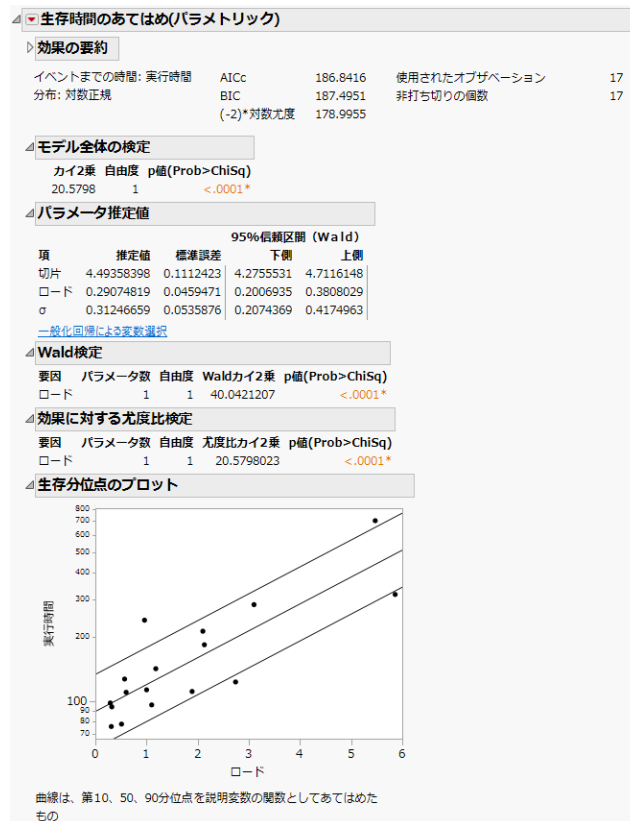 生存時間のあてはめ(パラメトリック)
効果の要約
イベントまでの時間: 実行時間 AICc 186.8416 使用されたオブザベーション 17
分布: 対数正規 BIC 187.4951 非打ち切りの個数 17
(-2)*対数尤度 178.9955
モデル全体の検定
カイ2乗 自由度 p値(Prob>ChiSq)
20.5798 1 <.0001*
パラメータ推定値
95%信頼区間 (Wald)
項 推定値 標準誤差 下側 上側
切片 4.49358398 0.1112423 4.2755531 4.7116148
ロード 0.29074819 0.0459471 0.2006935 0.3808029
σ 0.31246659 0.0535876 0.2074369 0.4174963
一般化回帰による変数選択
Wald検定
要因 パラメータ数 自由度 Waldカイ2乗 p値(Prob>ChiSq)
ロード 1 1 40.0421207 <.0001*
効果に対する尤度比検定
要因 パラメータ数 自由度 尤度比カイ2乗 p値(Prob>ChiSq)
ロード 1 1 20.5798023 <.0001*
生存分位点のプロット
800
700
600
500
400
300
200
100
90
80
70
実行時間
0 1 2 3 4 5 6
ロード
曲線は、第10、50、90分位点を説明変数の関数としてあてはめた
もの